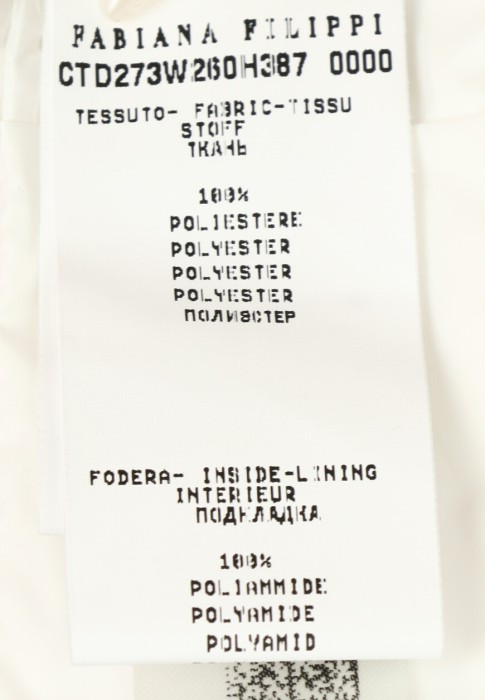 FABIANA FILIPPI
CTD273W260H387 0000
TESSUTO- FABRIC-TISSU
STOFF
ТКАНЬ
100%
POLIESTERE
POLYESTER
POLYESTER
POLYESTER
ПОЛИЭСТЕР
FODERA- INSIDE-LINING
INTERIEUR
ПОДКЛАДКА
100%
POLIAMMIDE
POLYAMIDE
POLYAMID